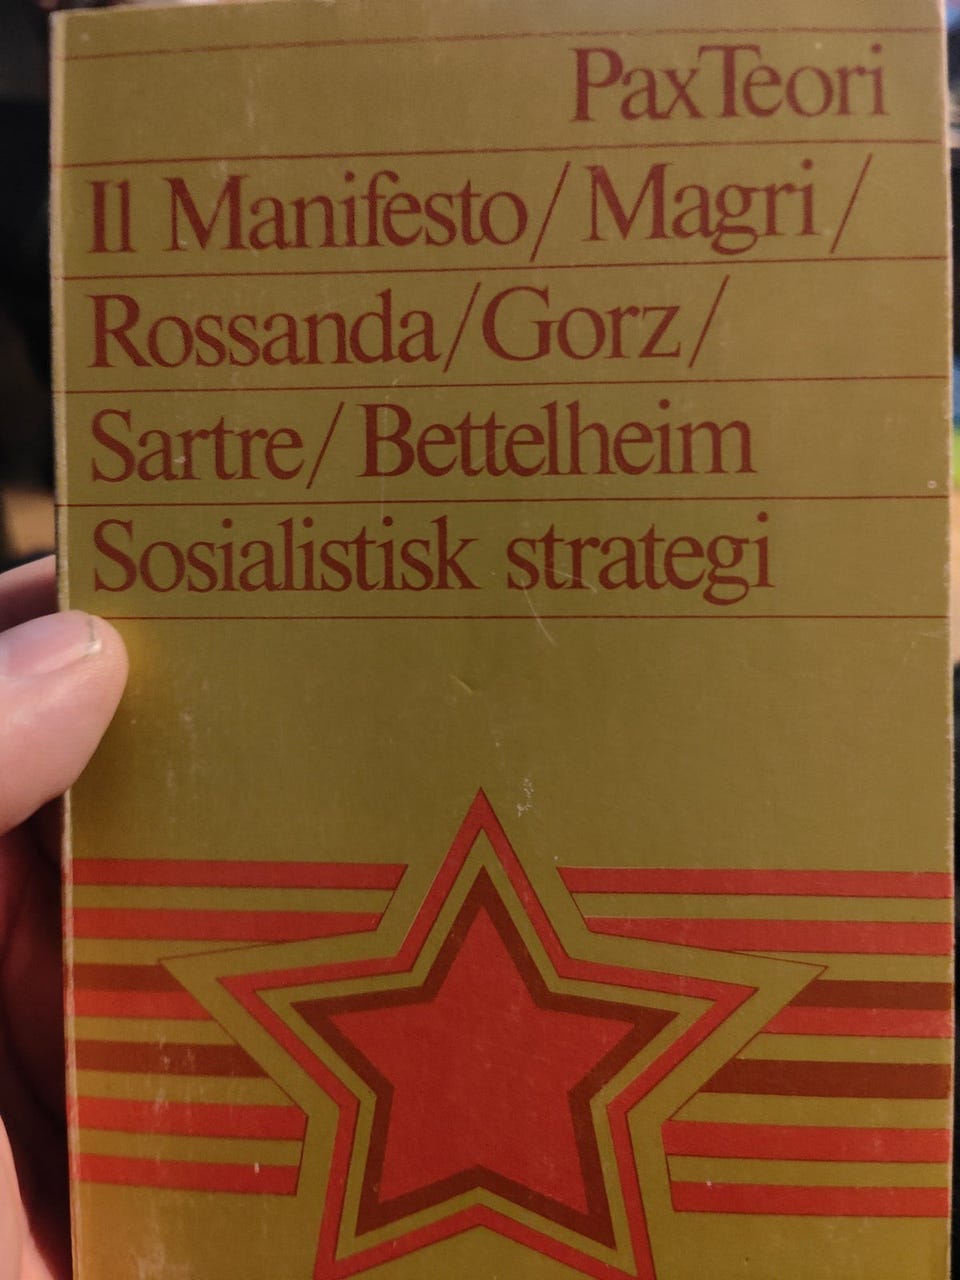 PaxTeori
Il Manifesto/Magri/
Rossanda/Gorz/
Sartre/Bettelheim
Sosialistisk strategi